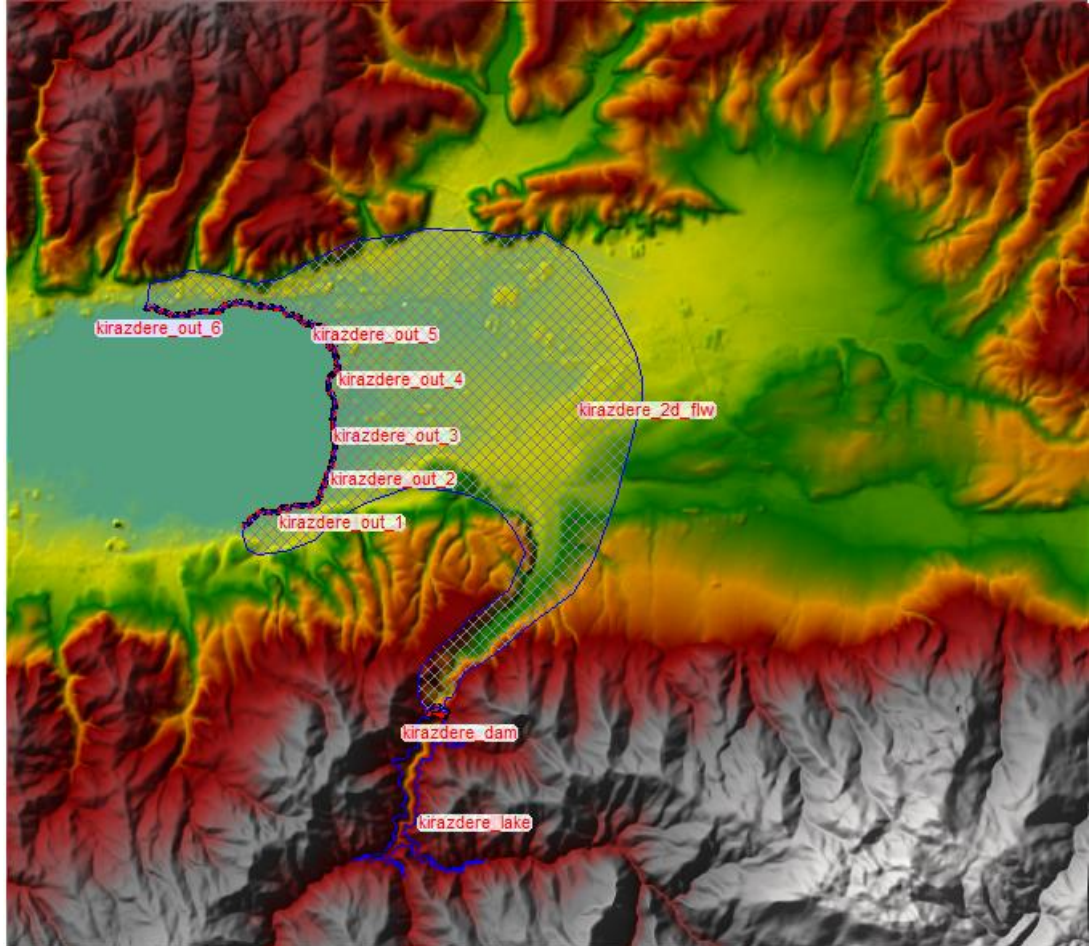 kirazdere_out_6
kirazdere_out_5
kirazdere_out_4
kirazdere_2d_flw
kirazdere_out_3
kirazdere_out_2
kirazdere_out_1
kirazdere_dam
kirazdere_lake